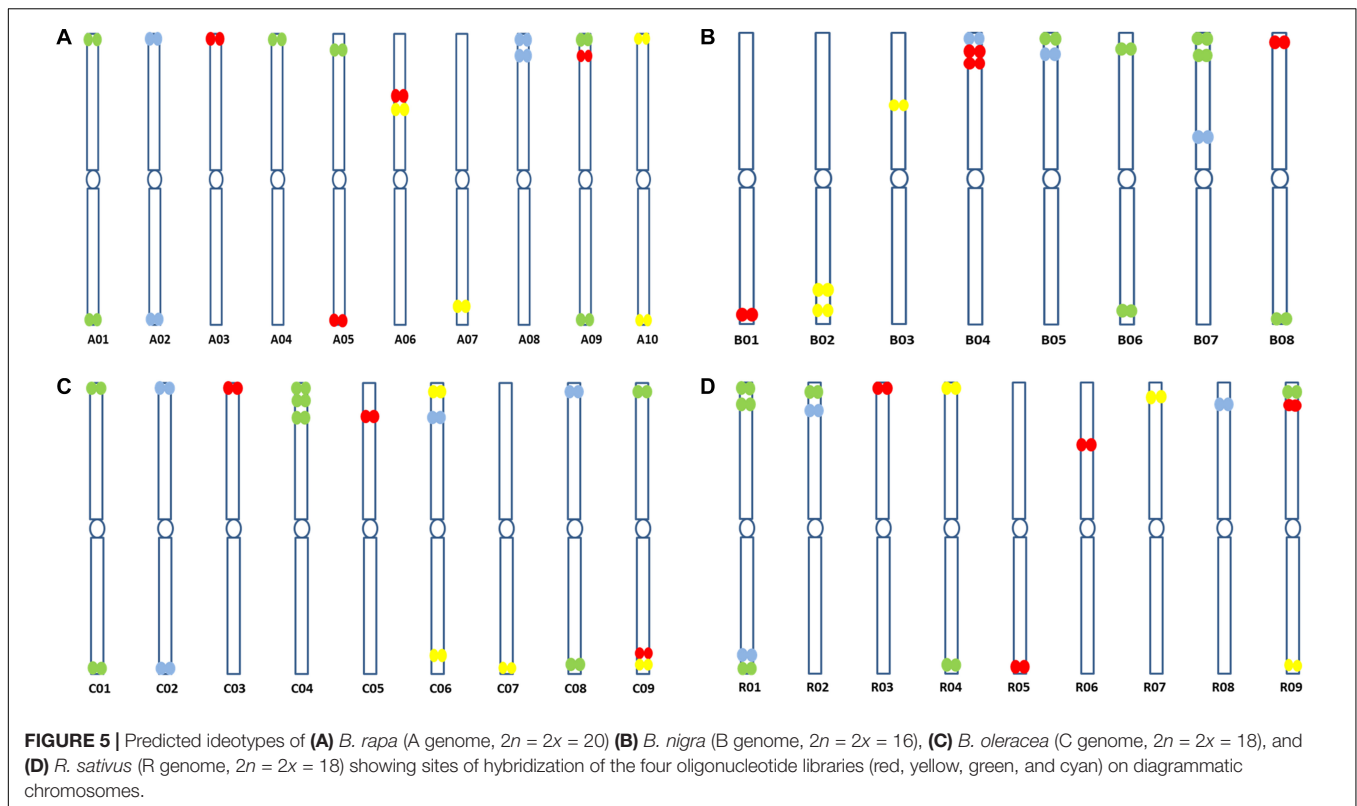 A
B
A01 A02 A03 A04 A05 A06 A07 A08 A09 A10
B01 B02 B03 B04 B05 B06 B07 B08
C
D
C01 C02 C03 C04 C05 C06 C07 C08 C09
R01 R02 R03 R04 R05 R06 R07 R08 R09
FIGURE 5 | Predicted ideotypes of (A) B. rapa (A genome, 2n = 2x = 20) (B) B. nigra (B genome, 2n = 2x = 16), (C) B. oleracea (C genome, 2n = 2x = 18), and
(D) R. sativus (R genome, 2n = 2x = 18) showing sites of hybridization of the four oligonucleotide libraries (red, yellow, green, and cyan) on diagrammatic
chromosomes.